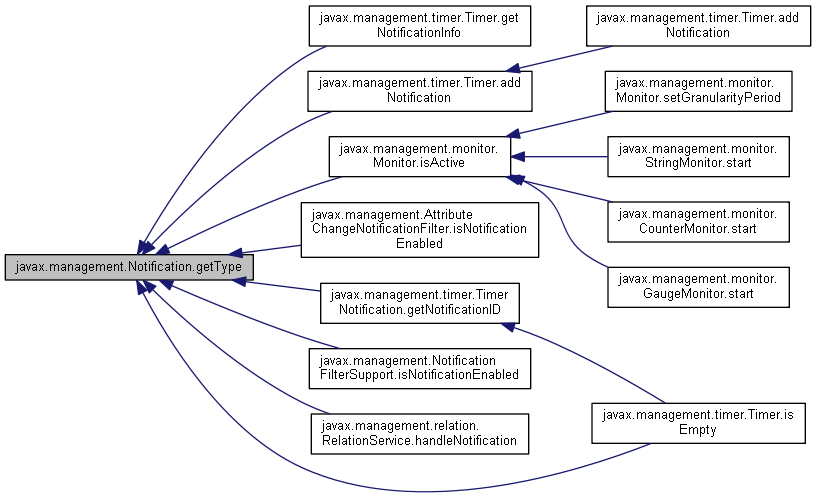 javax.management.Notification.getType
javax.management.timer.Timer.get
NotificationInfo
javax.management.timer.Timer.add
Notification
javax.management.monitor.
Monitor.isActive
javax.management.Attribute
ChangeNotificationFilter.isNotification
Enabled
javax.management.timer.Timer
Notification.getNotificationID
javax.management.Notification
FilterSupport.isNotificationEnabled
javax.management.relation.
RelationService.handleNotification
javax.management.timer.Timer.add
Notification
javax.management.monitor.
Monitor.setGranularityPeriod
javax.management.monitor.
StringMonitor.start
javax.management.monitor.
CounterMonitor.start
javax.management.monitor.
GaugeMonitor.start
javax.management.timer.Timer.is
Empty